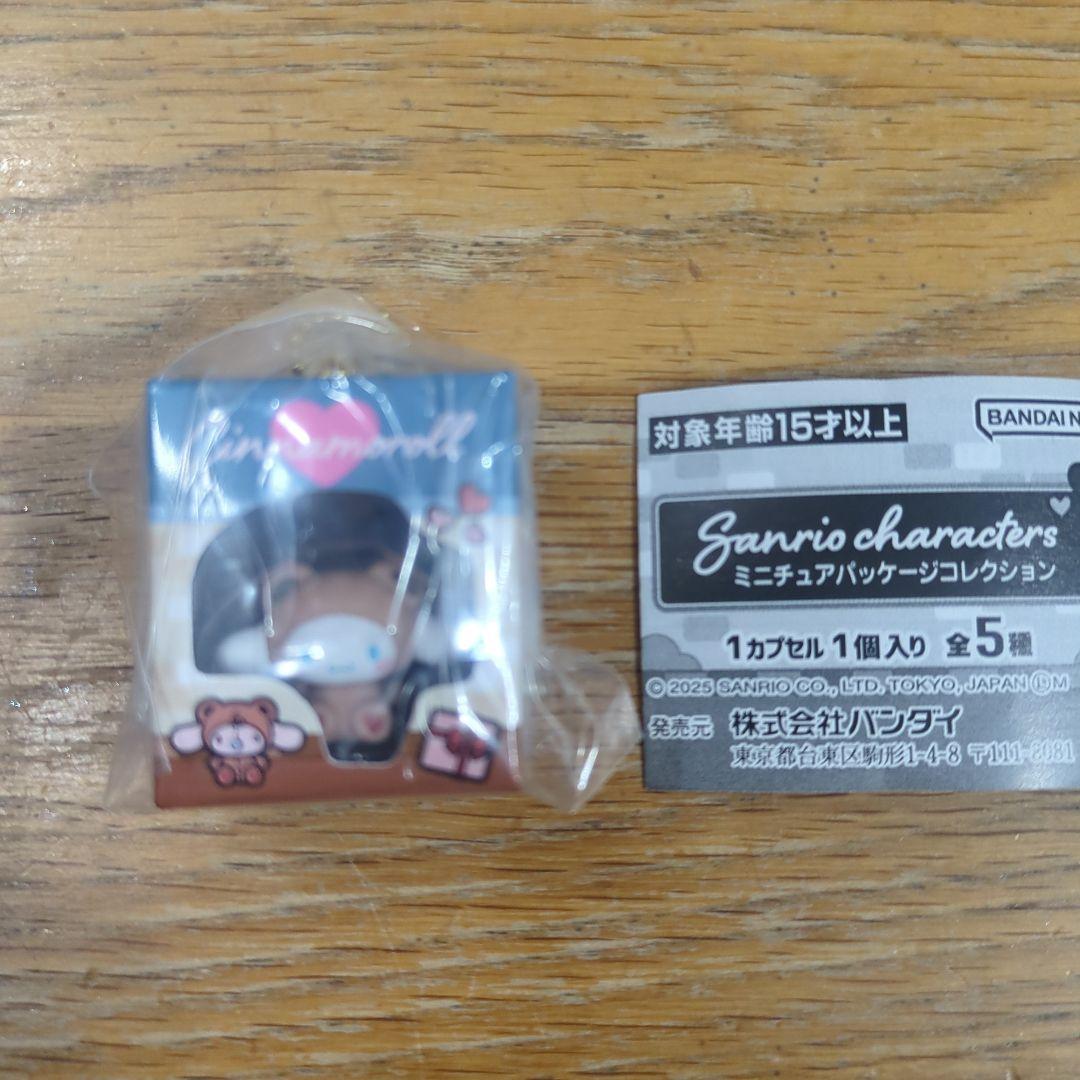 Cinnamoroll
対象年齢15才以上
BANDAI N
Sanrio characters
ミニチュアパッケージコレクション
1カプセル1個入り 全5種
© 2025 SANRIO CO., LTD. TOKYO, JAPAN Ⓛ M
発売元 株式会社バンダイ
東京都台東区駒形1-4-8 〒111-8081